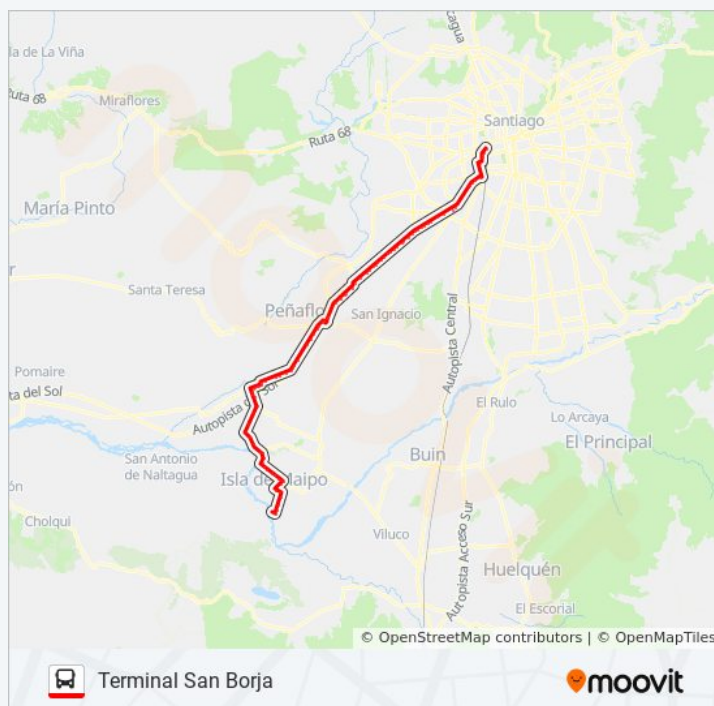 cagua
la de La Viña
Ruta 68
Miraflores
Santiago
Ruta 68
María Pinto
Santa Teresa
Peñaflo
San Ignacio
Autopista Central
Pomaire
ta del Sol
Autopista del Sol
El Rulo
Lo Arcaya
El Principal
San Antonio
de Naltagua
Buin
Isla de Maipo
Cholqui
Viluco
Autopista Acceso Sur
Huelquén
El Escorial
© OpenStreetMap contributors | © OpenMapTiles
Terminal San Borja
moovit